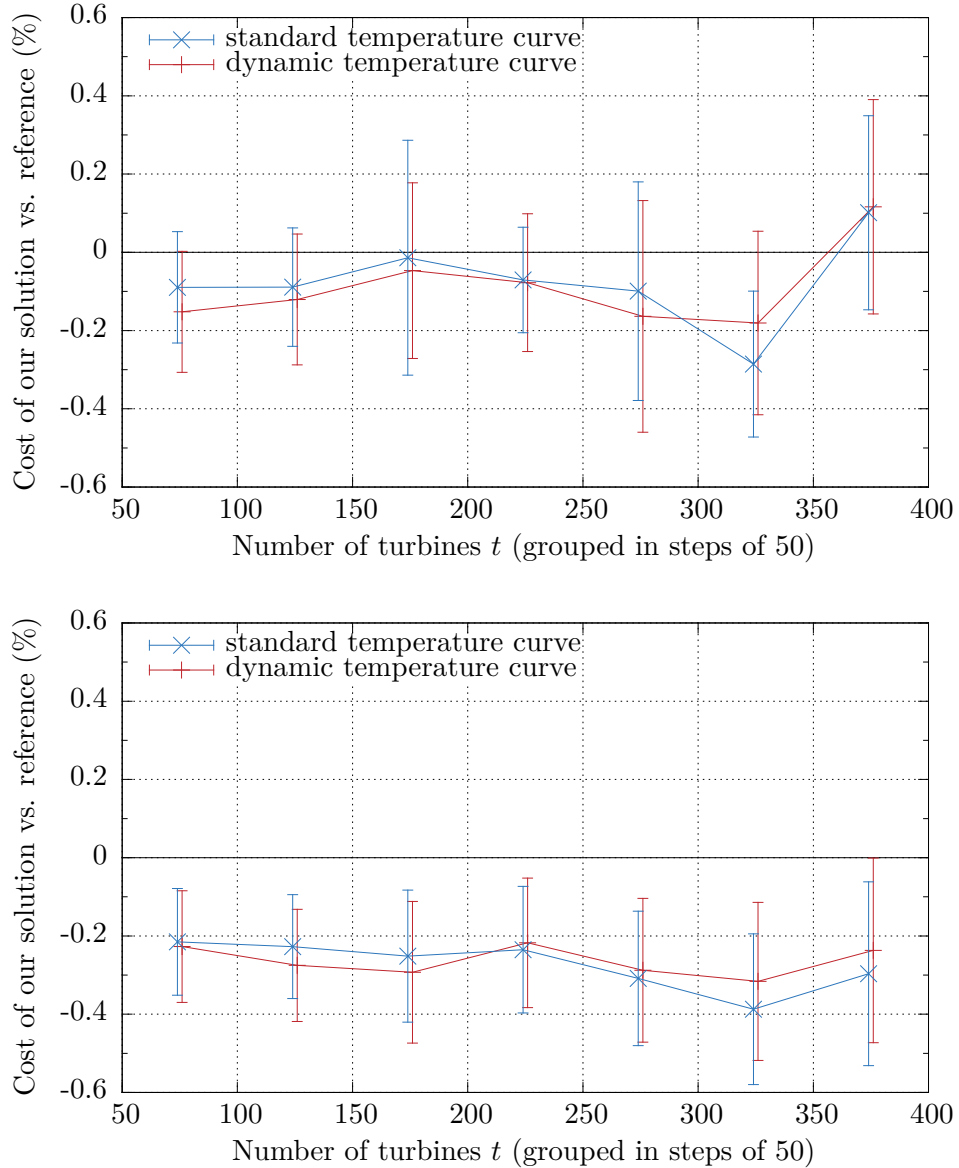 Cost of our solution vs. reference (%)
0.6
0.4
0.2
0
-0.2
-0.4
-0.6
standard temperature curve
dynamic temperature curve
50 100 150 200 250 300 350 400
Number of turbines t (grouped in steps of 50)
Cost of our solution vs. reference (%)
0.6
0.4
0.2
0
-0.2
-0.4
-0.6
standard temperature curve
dynamic temperature curve
50 100 150 200 250 300 350 400
Number of turbines t (grouped in steps of 50)